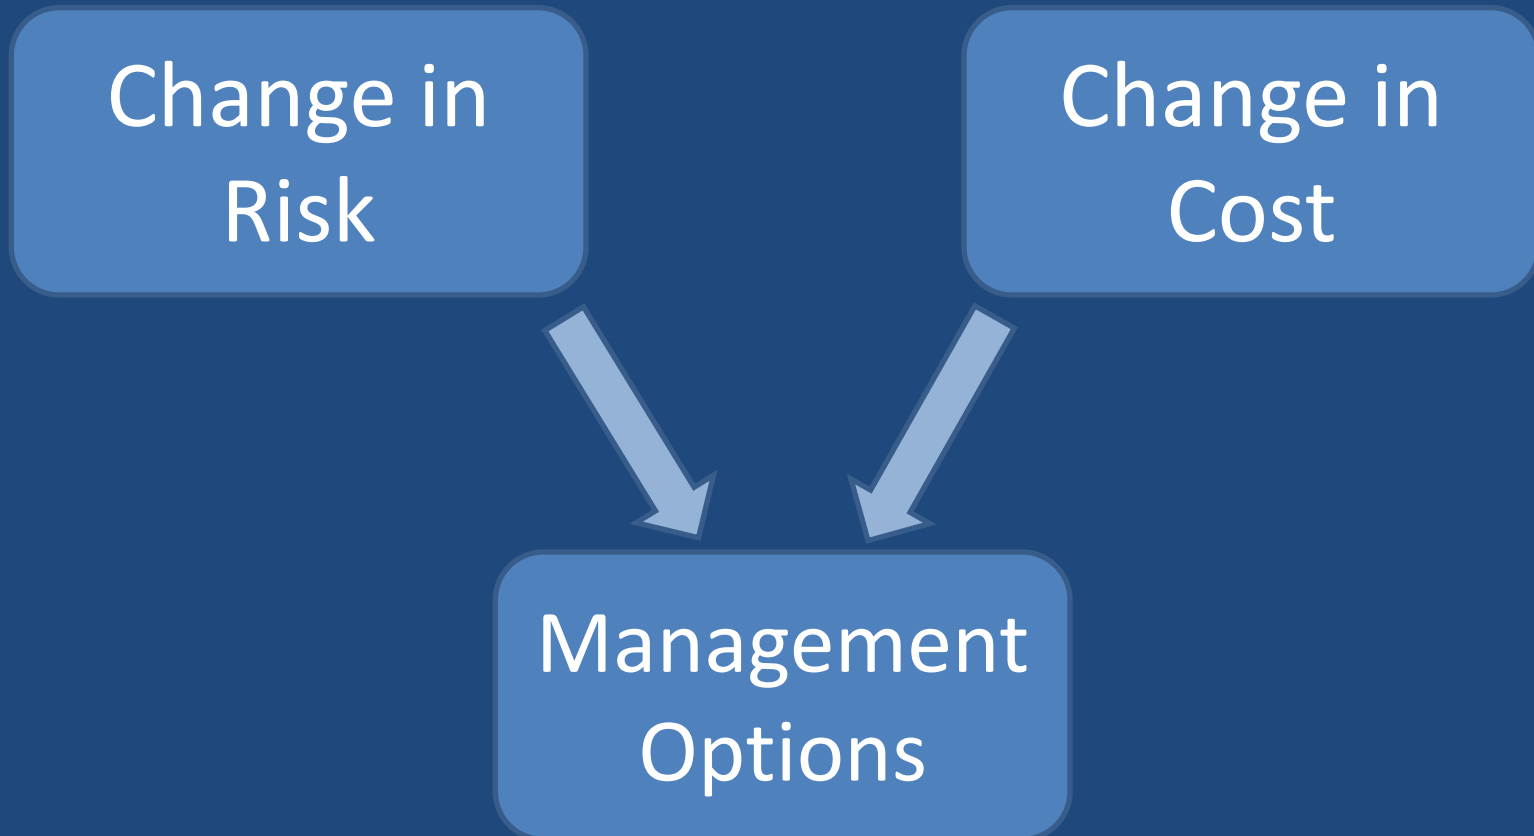 Change in
Risk
Change in
Cost
Management
Options